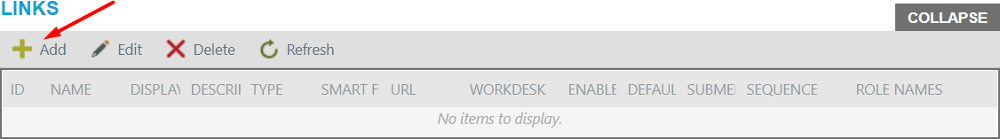 LINKS
COLLAPSE
Add Edit Delete Refresh
ID NAME DISPLAY DESCRII TYPE SMART F URL WORKDESK ENABLE DEFAUL SUBMEI SEQUENCE ROLE NAMES
No items to display.